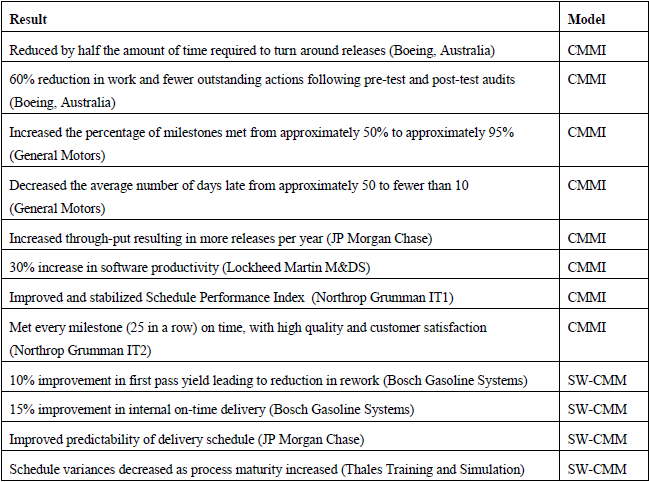 Result Model
Reduced by half the amount of time required to turn around releases (Boeing, Australia) CMMI
60% reduction in work and fewer outstanding actions following pre-test and post-test audits CMMI
(Boeing, Australia)
Increased the percentage of milestones met from approximately 50% to approximately 95% CMMI
(General Motors)
Decreased the average number of days late from approximately 50 to fewer than 10 CMMI
(General Motors)
Increased through-put resulting in more releases per year (JP Morgan Chase) CMMI
30% increase in software productivity (Lockheed Martin M&DS) CMMI
Improved and stabilized Schedule Performance Index (Northrop Grumman IT1) CMMI
Met every milestone (25 in a row) on time, with high quality and customer satisfaction CMMI
(Northrop Grumman IT2)
10% improvement in first pass yield leading to reduction in rework (Bosch Gasoline Systems) SW-CMM
15% improvement in internal on-time delivery (Bosch Gasoline Systems) SW-CMM
Improved predictability of delivery schedule (JP Morgan Chase) SW-CMM
Schedule variances decreased as process maturity increased (Thales Training and Simulation) SW-CMM